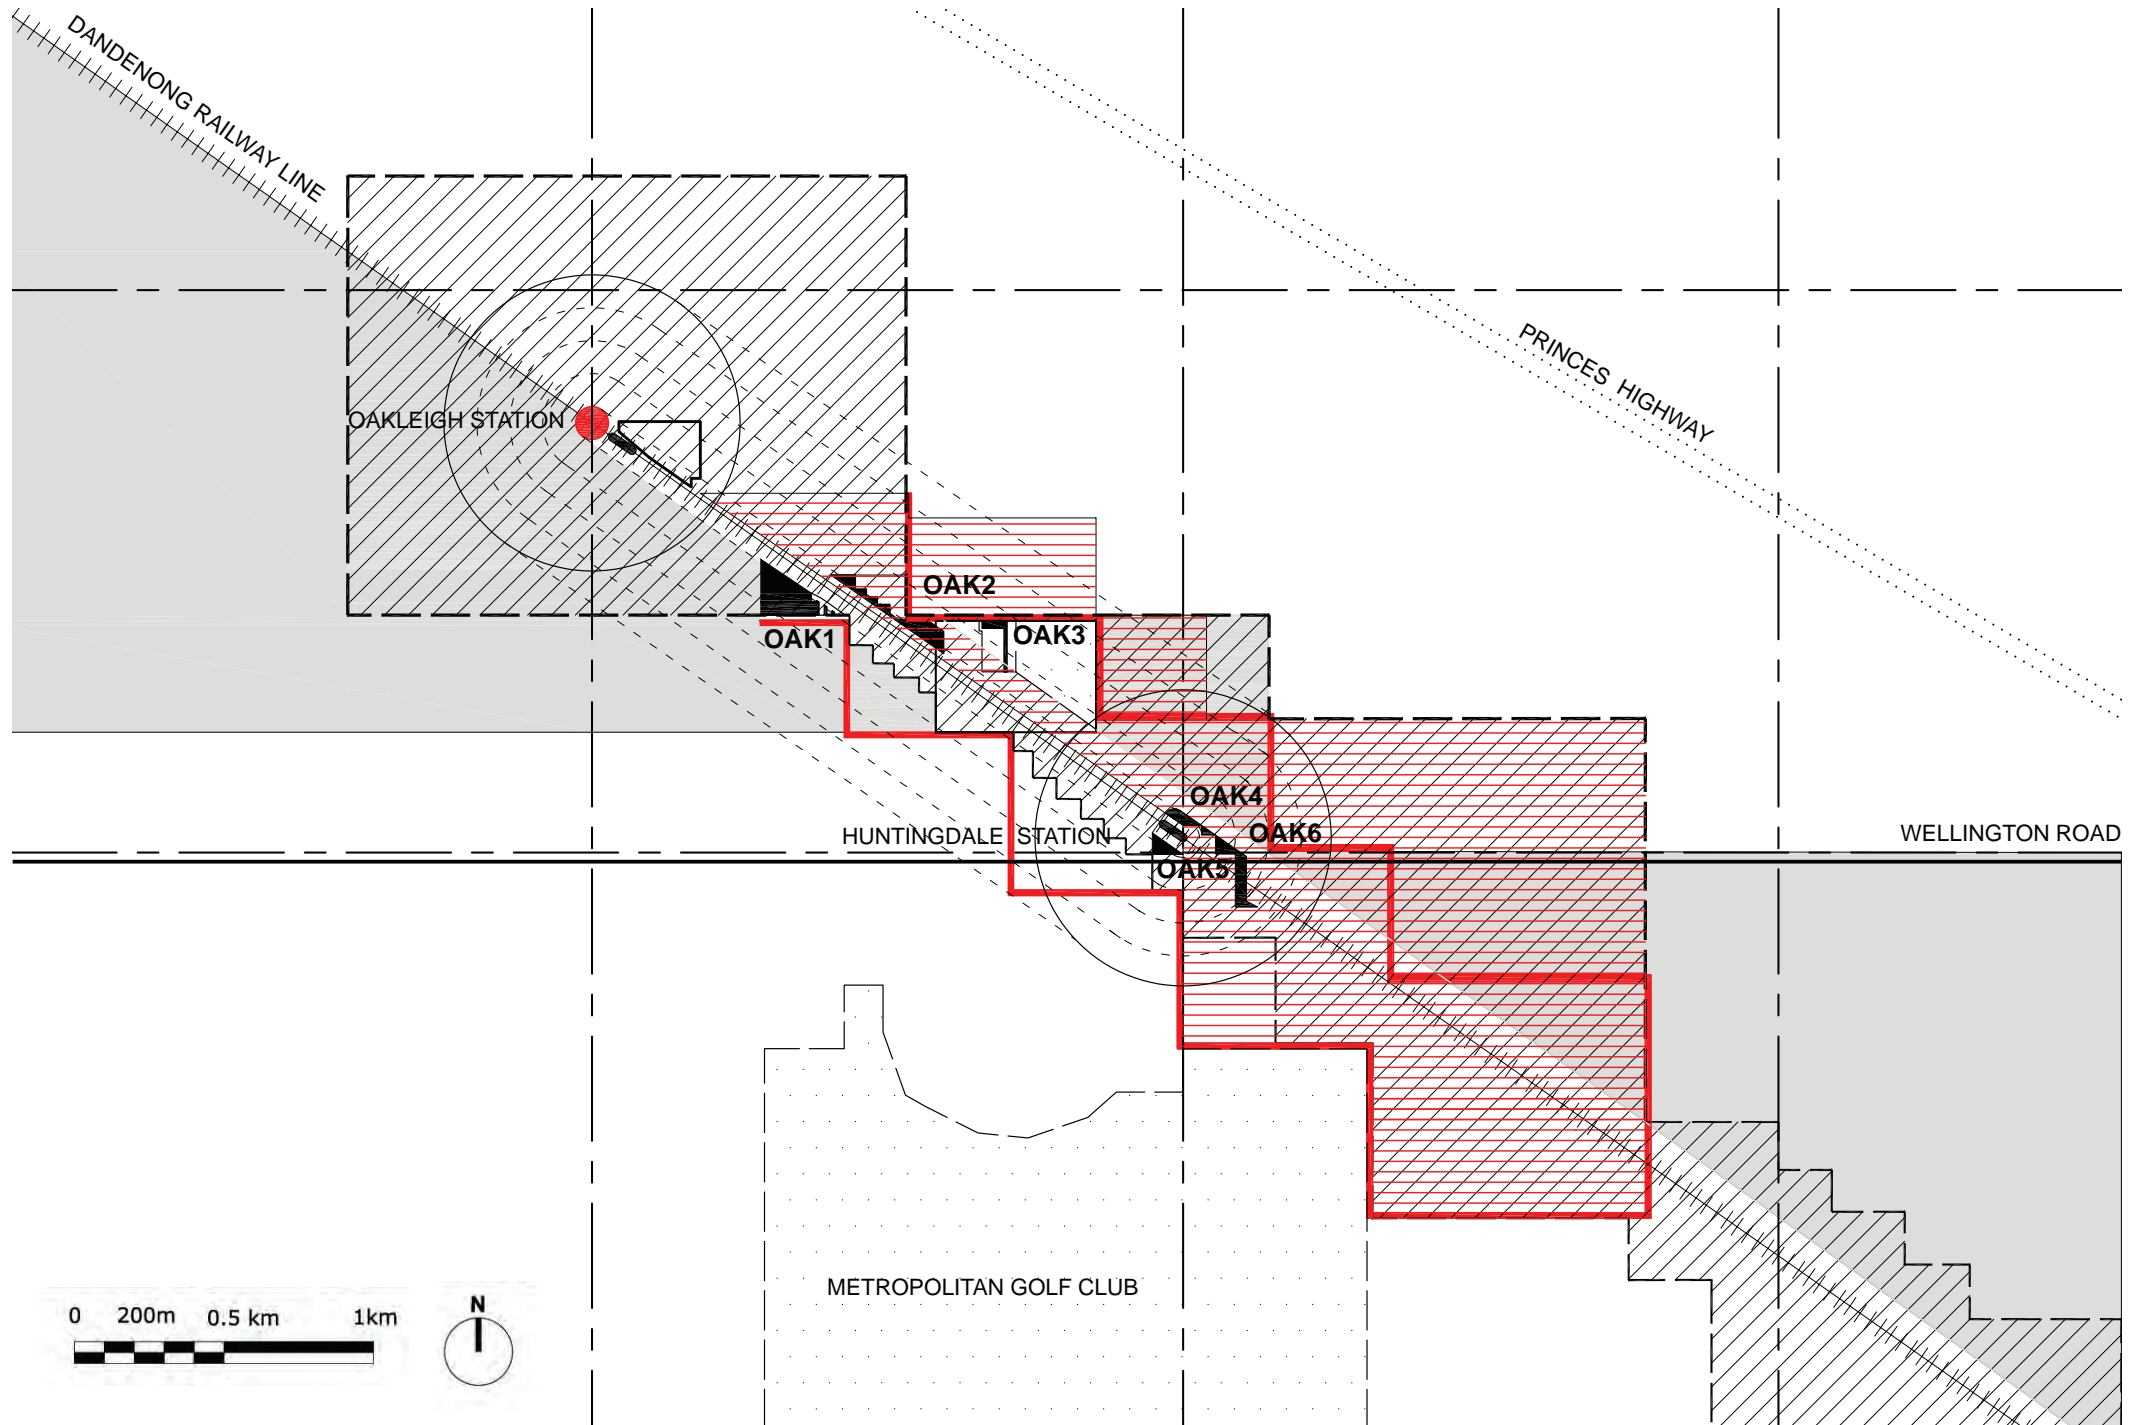 DANDENONG RAILWAY LINE
PRINCES HIGHWAY
OAKLEIGH STATION
OAK2
OAK1
OAK3
OAK4
HUNTINGDALE STATION
OAK6
WELLINGTON ROAD
OAK5
METROPOLITAN GOLF CLUB
0 200m 0.5 km 1km
N